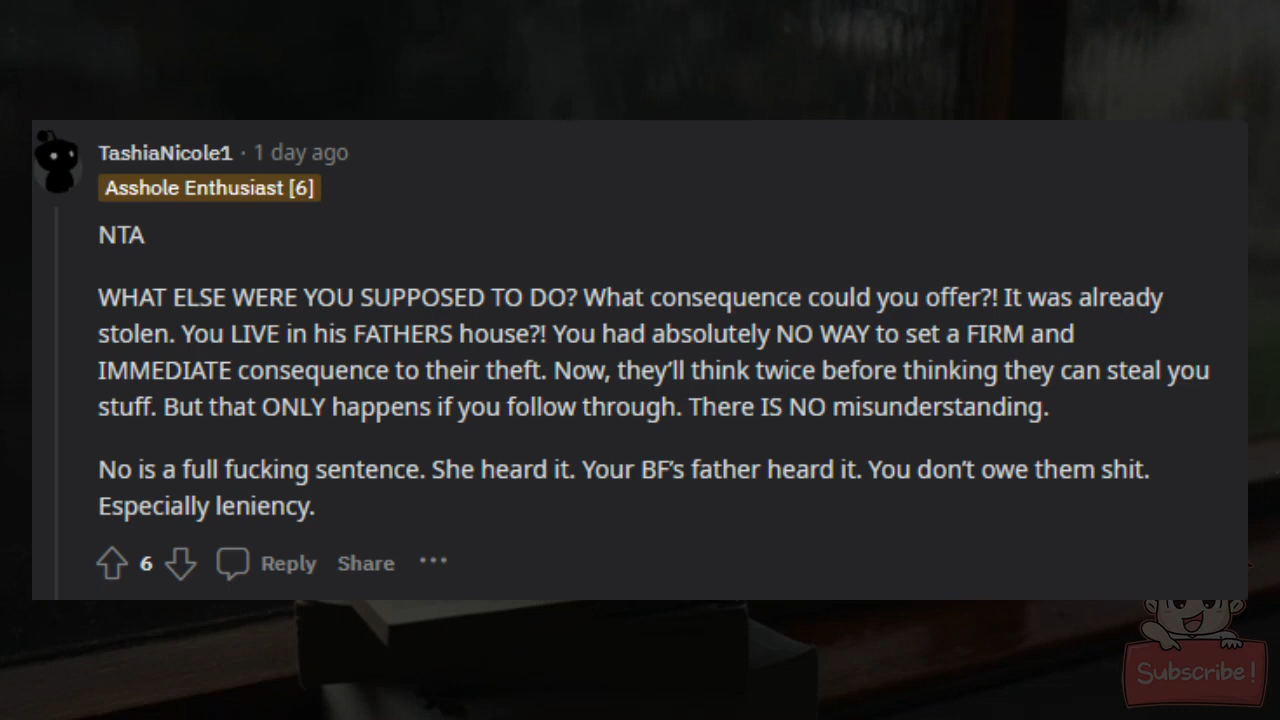 TashiaNicole1 · 1 day ago
Asshole Enthusiast [6]
NTA
WHAT ELSE WERE YOU SUPPOSED TO DO? What consequence could you offer?! It was already
stolen. You LIVE in his FATHERS house?! You had absolutely NO WAY to set a FIRM and
IMMEDIATE consequence to their theft. Now, they’ll think twice before thinking they can steal you
stuff. But that ONLY happens if you follow through. There IS NO misunderstanding.
No is a full fucking sentence. She heard it. Your BF’s father heard it. You don’t owe them shit.
Especially leniency.
6 Reply Share ···
Subscribe!